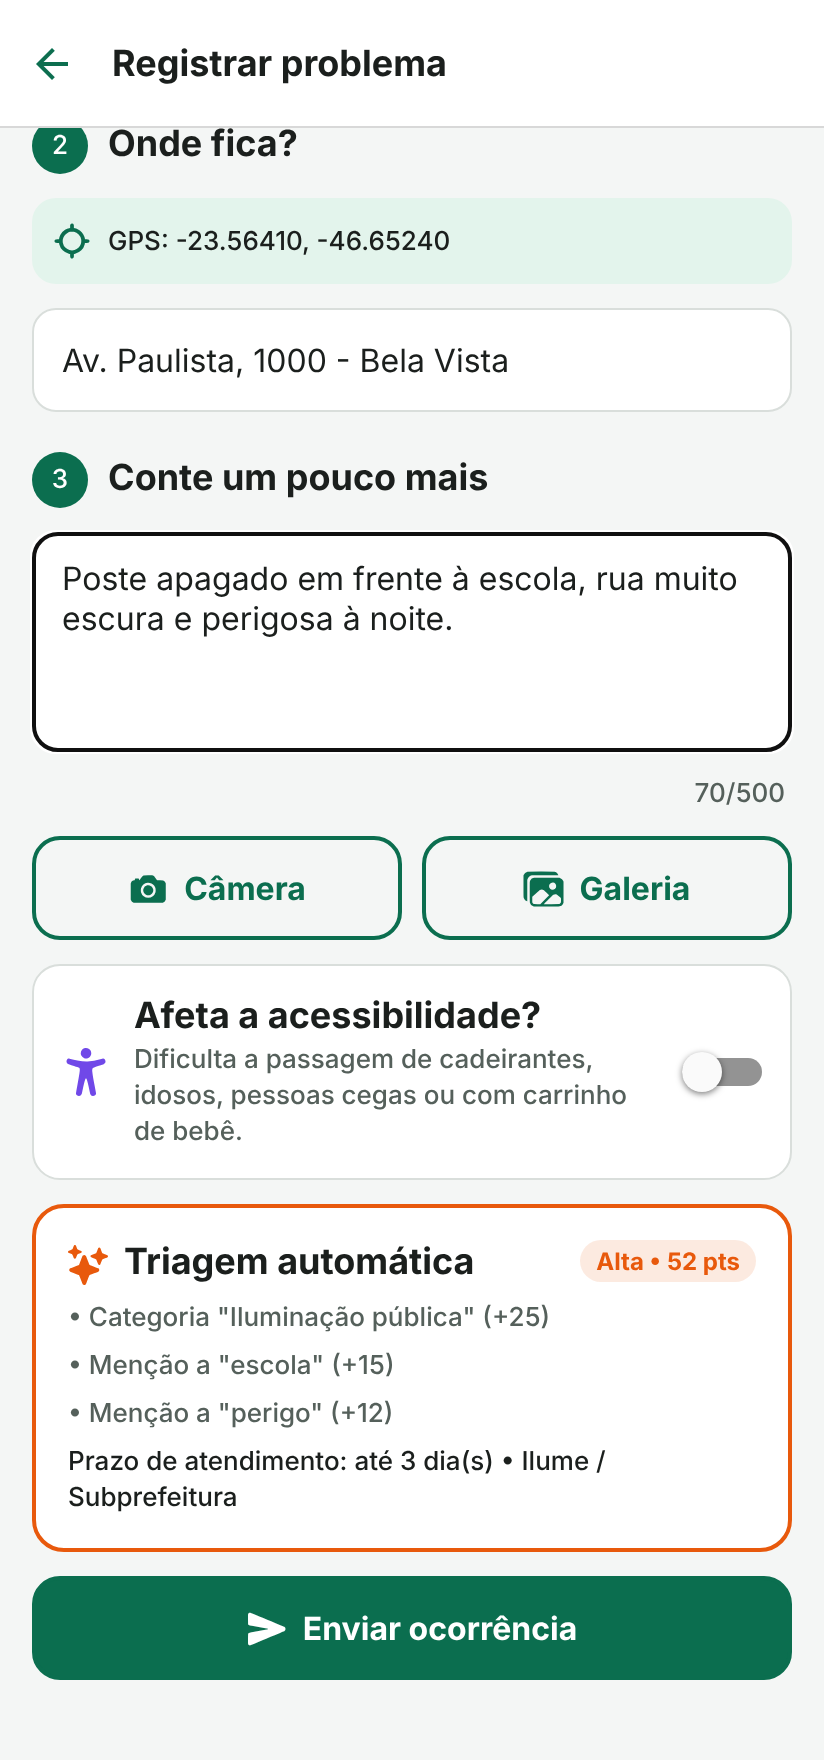 Registrar problema
2 Onde fica?
GPS: -23.56410, -46.65240
Av. Paulista, 1000 - Bela Vista
3 Conte um pouco mais
Poste apagado em frente à escola, rua muito
escura e perigosa à noite.
70/500
Câmera Galeria
Afeta a acessibilidade?
Dificulta a passagem de cadeirantes,
idosos, pessoas cegas ou com carrinho
de bebê.
Triagem automática Alta • 52 pts
• Categoria "Iluminação pública" (+25)
• Menção a "escola" (+15)
• Menção a "perigo" (+12)
Prazo de atendimento: até 3 dia(s) • Ilume /
Subprefeitura
Enviar ocorrência